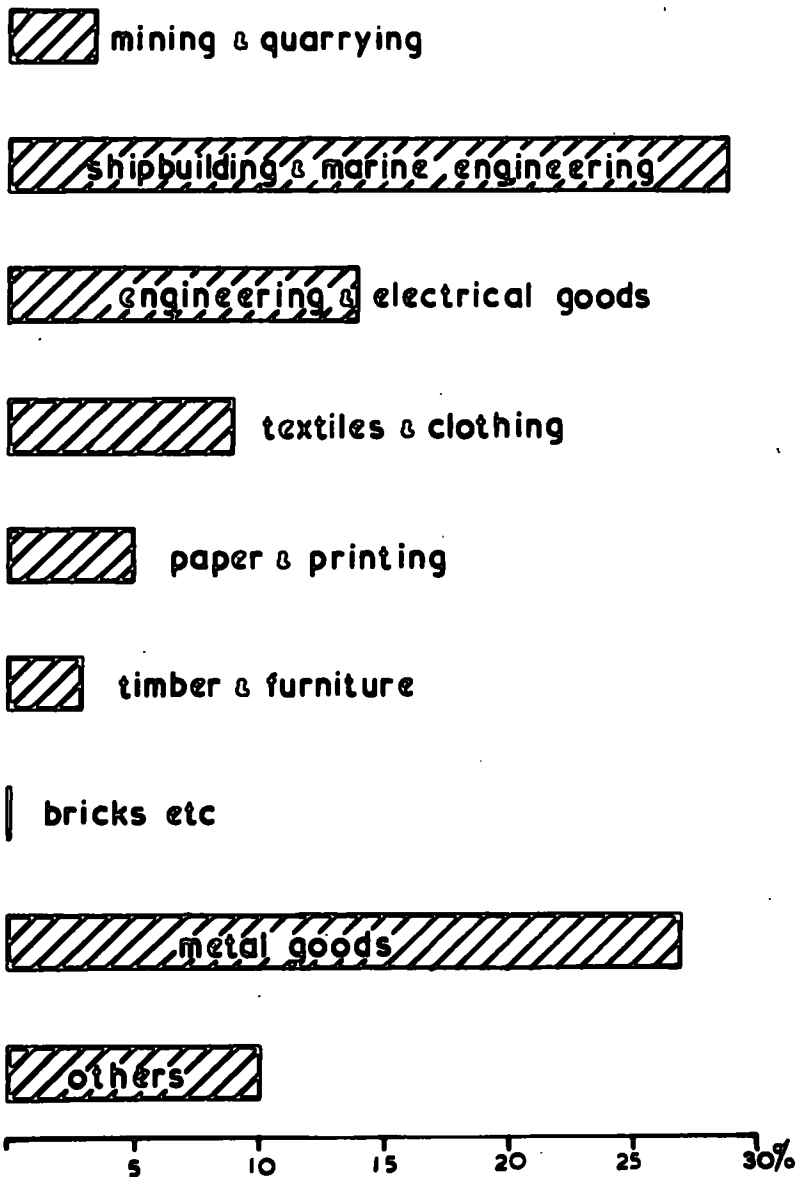 mining & quarrying
shipbuilding & marine engineering
engineering & electrical goods
textiles & clothing
paper & printing
timber & furniture
bricks etc
metal goods
others
5 10 15 20 25 30%